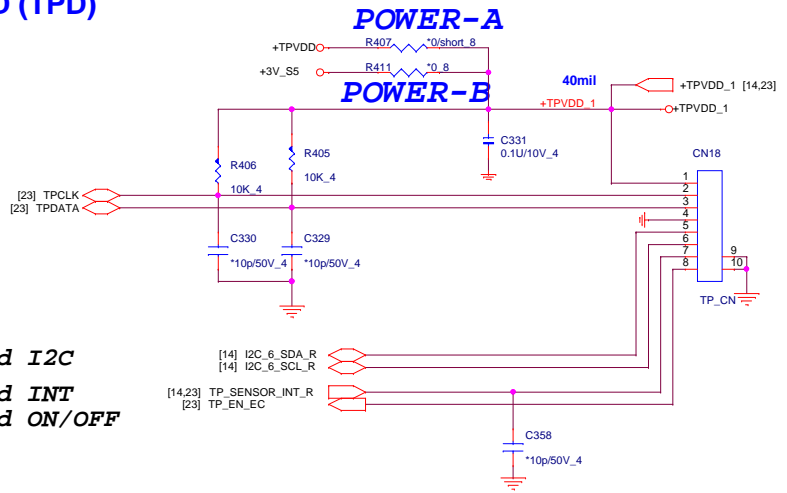 D (TPD)
POWER-A
+TPVDD
R407
*0/short_8
+3V_S5
R411
*0_8
POWER-B
40mil
+TPVDD_1
+TPVDD_1 [14,23]
+TPVDD_1
C331
0.1U/10V_4
CN18
R406
10K_4
R405
10K_4
[23] TPCLK
[23] TPDATA
1
2
3
4
5
6
7
8
9
10
TP_CN
C330
*10p/50V_4
C329
*10p/50V_4
d I2C
[14] I2C_6_SDA_R
[14] I2C_6_SCL_R
d INT
[14,23] TP_SENSOR_INT_R
d ON/OFF
[23] TP_EN_EC
C358
*10p/50V_4